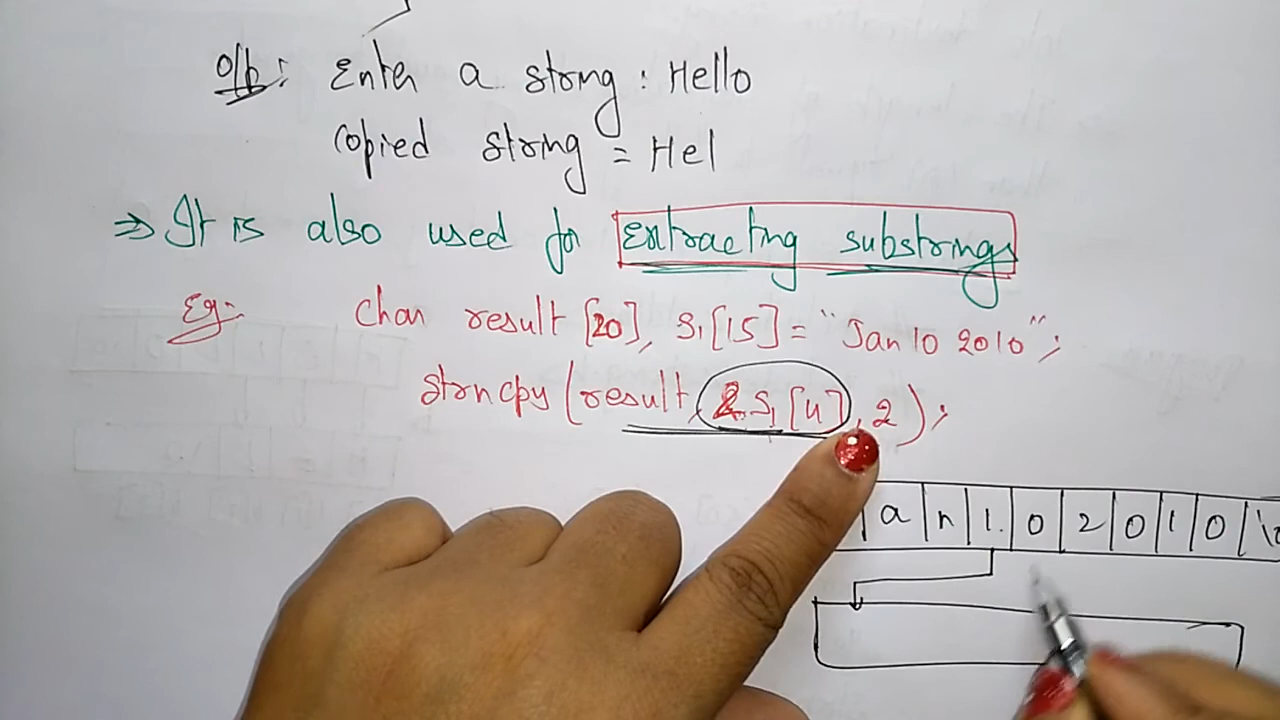 O/p: Enter a string : Hello
Copied string = Hel
⇒ It is also used for extracting substrings
Eg:- Char result [20], S1[15] = "Jan 10 2010";
strncpy (result, &S1[4], 2);
a n 1 0 2 0 1 0 \0